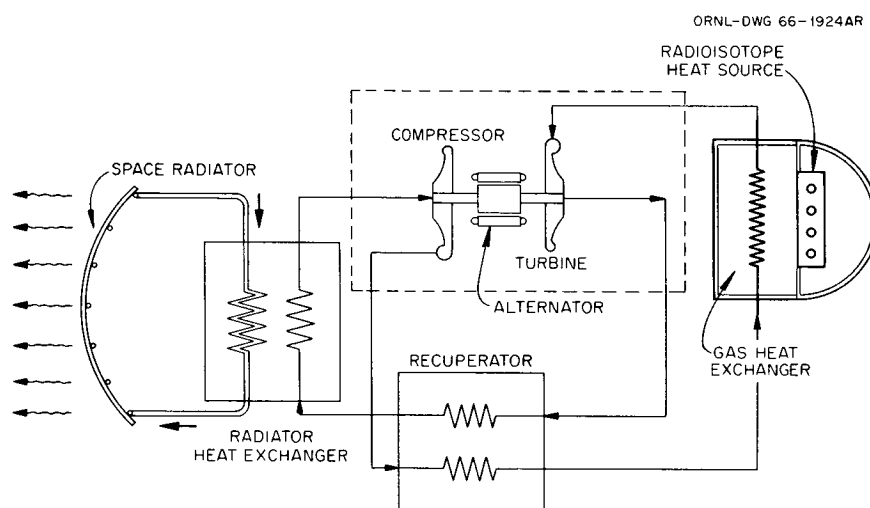 ORNL-DWG 66-1924AR
RADIOISOTOPE
HEAT SOURCE
COMPRESSOR
SPACE RADIATOR
TURBINE
ALTERNATOR
GAS HEAT
EXCHANGER
RECUPERATOR
RADIATOR
HEAT EXCHANGER